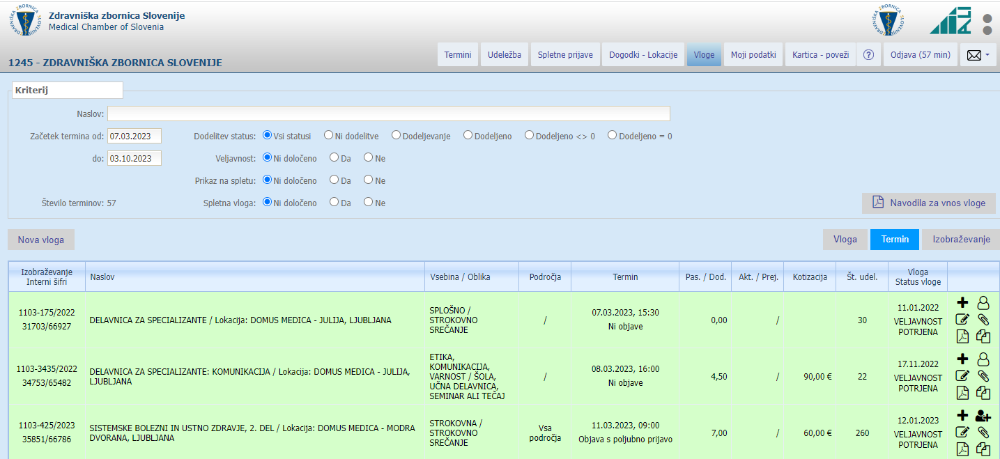 Zdravniška zbornica Slovenije
Medical Chamber of Slovenia
1245 - ZDRAVNIŠKA ZBORNICA SLOVENIJE
Termini
Udeležba
Spletne prijave
Dogodki - Lokacije
Vloge
Moji podatki
Kartica - poveži
?
Odjava (57 min)
Kriterij
Naslov:
Začetek termina od: 07.03.2023
Dodelitev status: Vsi statusi Ni dodelitve Dodeljevanje Dodeljeno Dodeljeno <> 0 Dodeljeno = 0
do: 03.10.2023
Veljavnost: Ni določeno Da Ne
Prikaz na spletu: Ni določeno Da Ne
Število terminov: 57
Spletna vloga: Ni določeno Da Ne
Navodila za vnos vloge
Nova vloga
Vloga
Termin
Izobraževanje
Izobraževanje
Interni šifri
Naslov
Vsebina / Oblika
Področja
Termin
Pas. / Dod.
Akt. / Prej.
Kotizacija
Št. udel.
Vloga
Status vloge
1103-175/2022
31703/66927
DELAVNICA ZA SPECIALIZANTE / Lokacija: DOMUS MEDICA - JULIJA, LJUBLJANA
SPLOŠNO /
STROKOVNO
SREČANJE
/
07.03.2023, 15:30
Ni objave
0,00
/
30
11.01.2022
VELJAVNOST
POTRJENA
1103-3435/2022
34753/65482
DELAVNICA ZA SPECIALIZANTE: KOMUNIKACIJA / Lokacija: DOMUS MEDICA - JULIJA,
LJUBLJANA
ETIKA,
KOMUNIKACIJA,
VARNOST / ŠOLA,
UČNA DELAVNICA,
SEMINAR ALI TEČAJ
/
08.03.2023, 16:00
Ni objave
4,50
/
90,00 €
22
17.11.2022
VELJAVNOST
POTRJENA
1103-425/2023
35851/66786
SISTEMSKE BOLEZNI IN USTNO ZDRAVJE, 2. DEL / Lokacija: DOMUS MEDICA - MODRA
DVORANA, LJUBLJANA
STROKOVNA /
STROKOVNO
SREČANJE
Vsa
področja
11.03.2023, 09:00
Objava s poljubno prijavo
7,00
/
60,00 €
260
12.01.2023
VELJAVNOST
POTRJENA